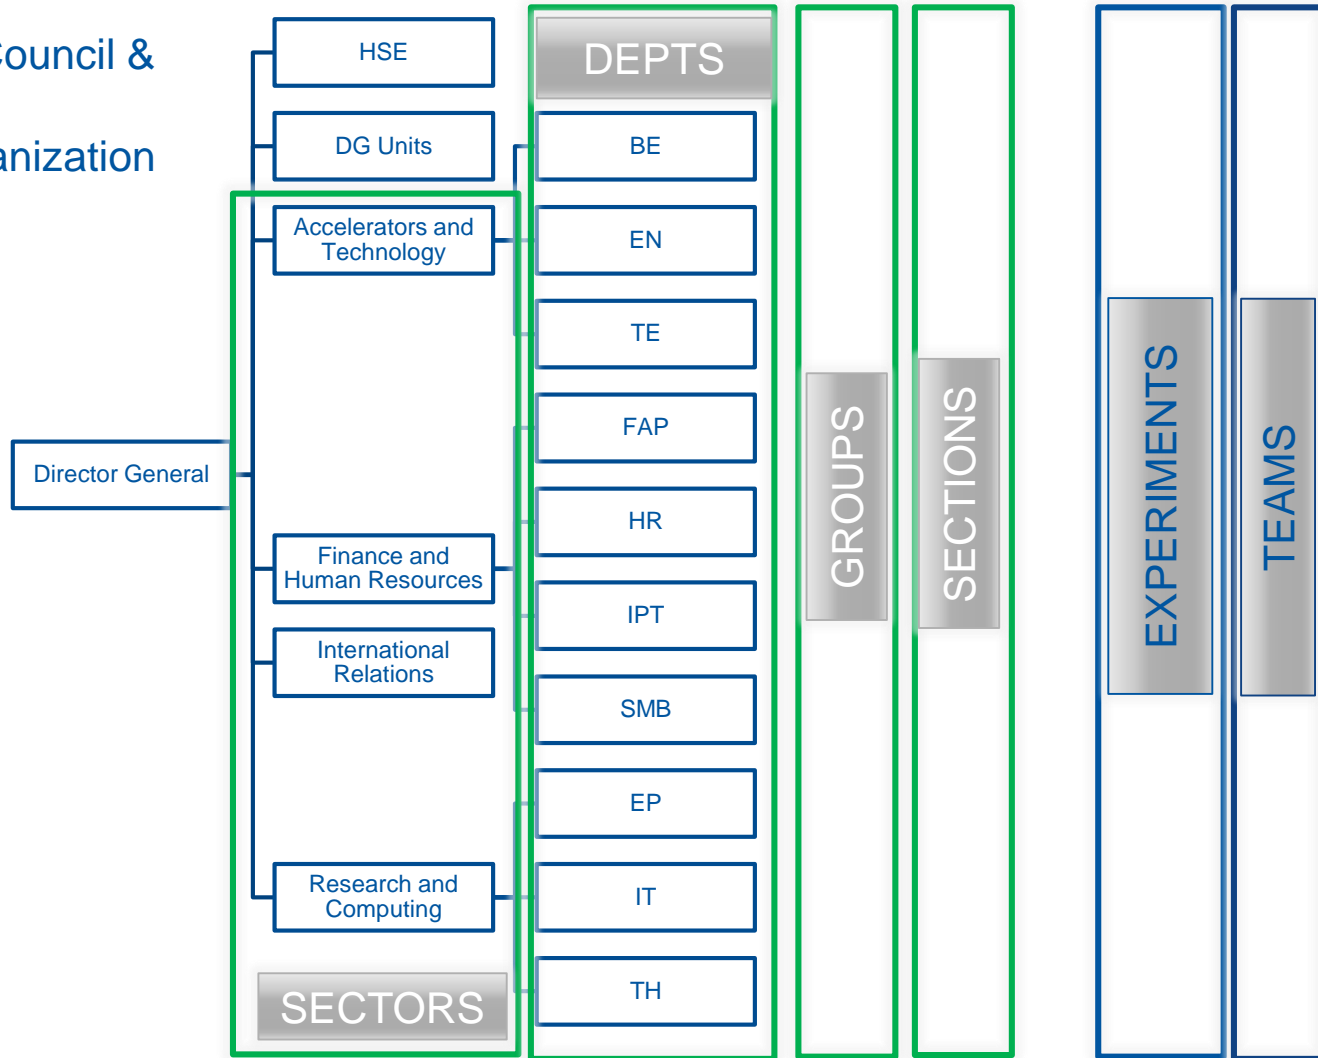 Council &
anization
HSE
DG Units
Accelerators and
Technology
Director General
Finance and
Human Resources
International
Relations
Research and
Computing
SECTORS
DEPTS
BE
EN
TE
FAP
HR
IPT
SMB
EP
IT
TH
GROUPS
SECTIONS
EXPERIMENTS
TEAMS